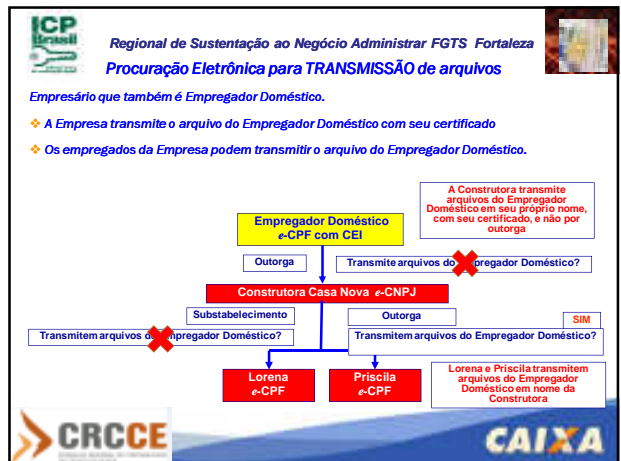 ICP
Brasil
Regional de Sustentação ao Negócio Administrar FGTS Fortaleza
Procuração Eletrônica para TRANSMISSÃO de arquivos
Empresário que também é Empregador Doméstico.
A Empresa transmite o arquivo do Empregador Doméstico com seu certificado
Os empregados da Empresa podem transmitir o arquivo do Empregador Doméstico.
A Construtora transmite
arquivos do Empregador
Doméstico em seu próprio nome,
com seu certificado, e não por
outorga
Empregador Doméstico
e-CPF com CEI
Outorga
Transmite arquivos do Empregador Doméstico?
Construtora Casa Nova e-CNPJ
Substabelecimento
Outorga
SIM
Transmitem arquivos do Empregador Doméstico?
Transmitem arquivos do Empregador Doméstico?
Lorena
e-CPF
Priscila
e-CPF
Lorena e Priscila transmitem
arquivos do Empregador
Doméstico em nome da
Construtora
CRCCE
CAIXA